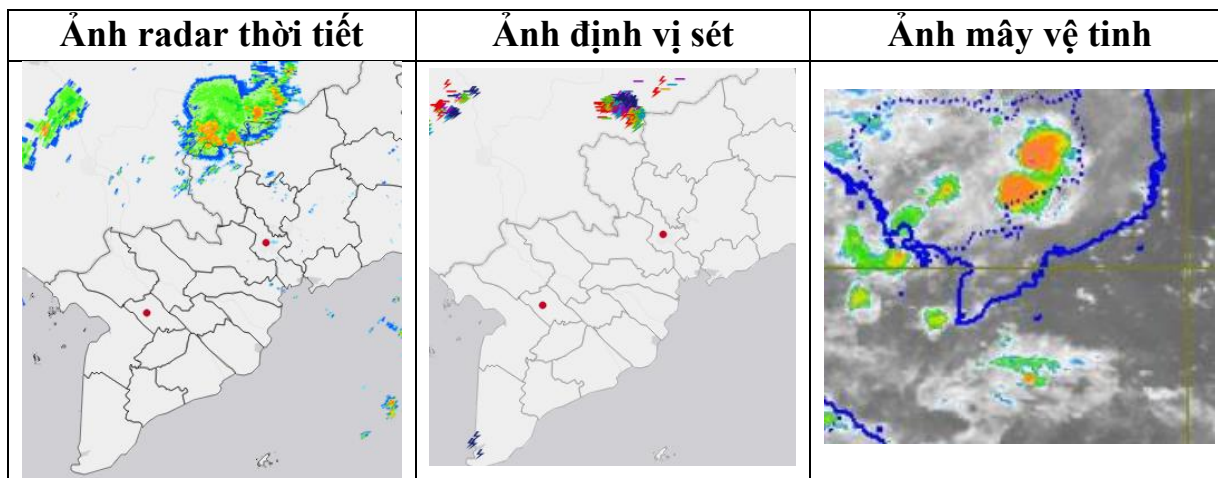 Ảnh radar thời tiết
Ảnh định vị sét
Ảnh mây vệ tinh